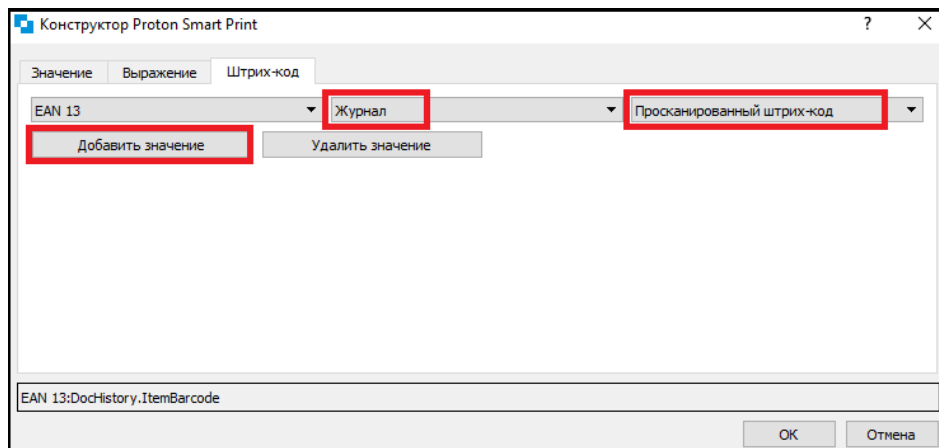 Конструктор Proton Smart Print ?
Значение Выражение Штрих-код
EAN 13 Журнал Просканированный штрих-код
Добавить значение Удалить значение
EAN 13:DocHistory.ItemBarcode
OK Отмена